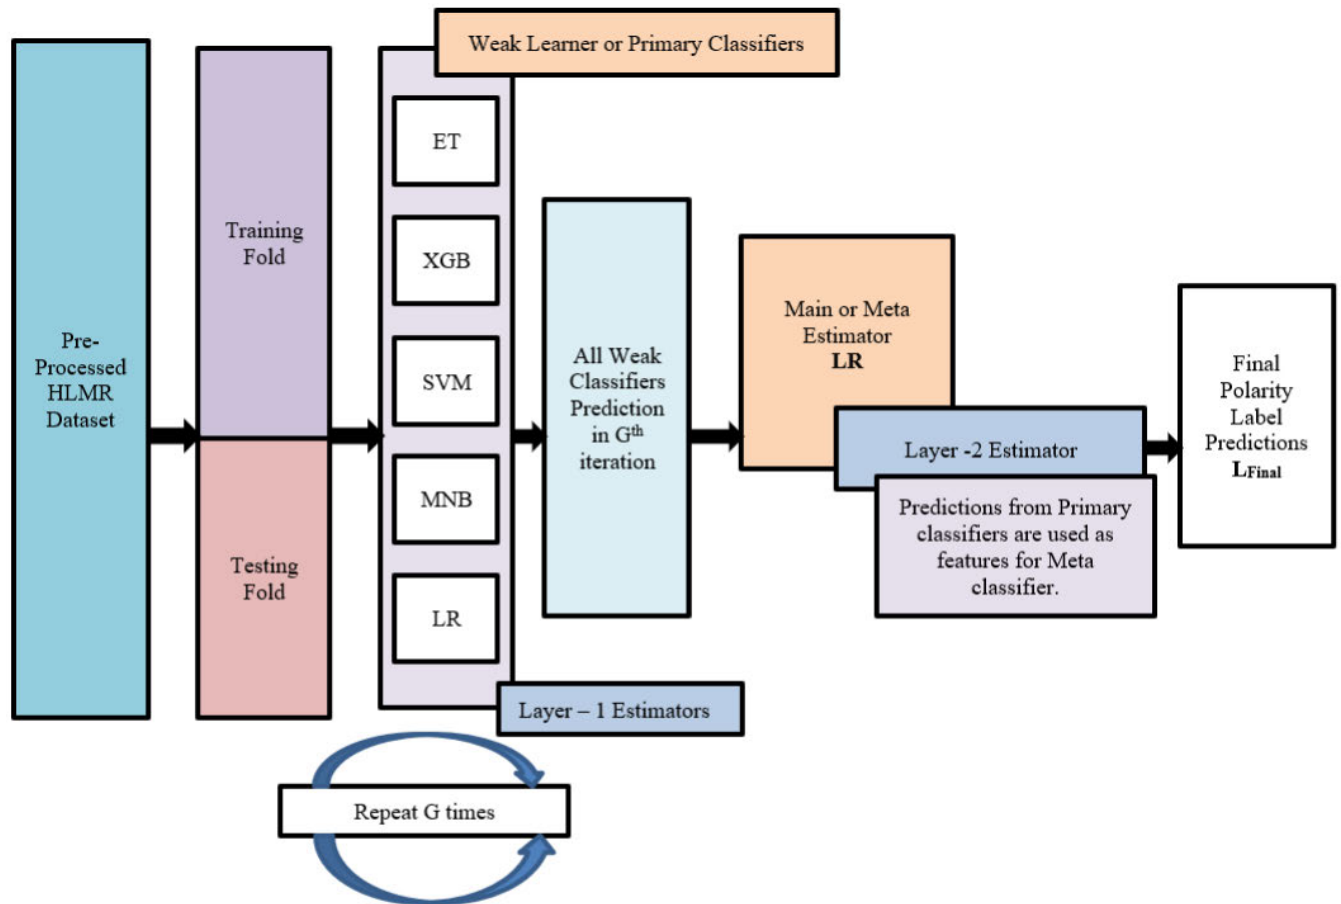 Weak Learner or Primary Classifiers
Pre-
Processed
HLMR
Dataset
Training
Fold
Testing
Fold
ET
XGB
SVM
MNB
LR
Layer – 1 Estimators
Repeat G times
All Weak
Classifiers
Prediction
in Gth
iteration
Main or Meta
Estimator
LR
Layer -2 Estimator
Predictions from Primary
classifiers are used as
features for Meta
classifier.
Final
Polarity
Label
Predictions
LFinal